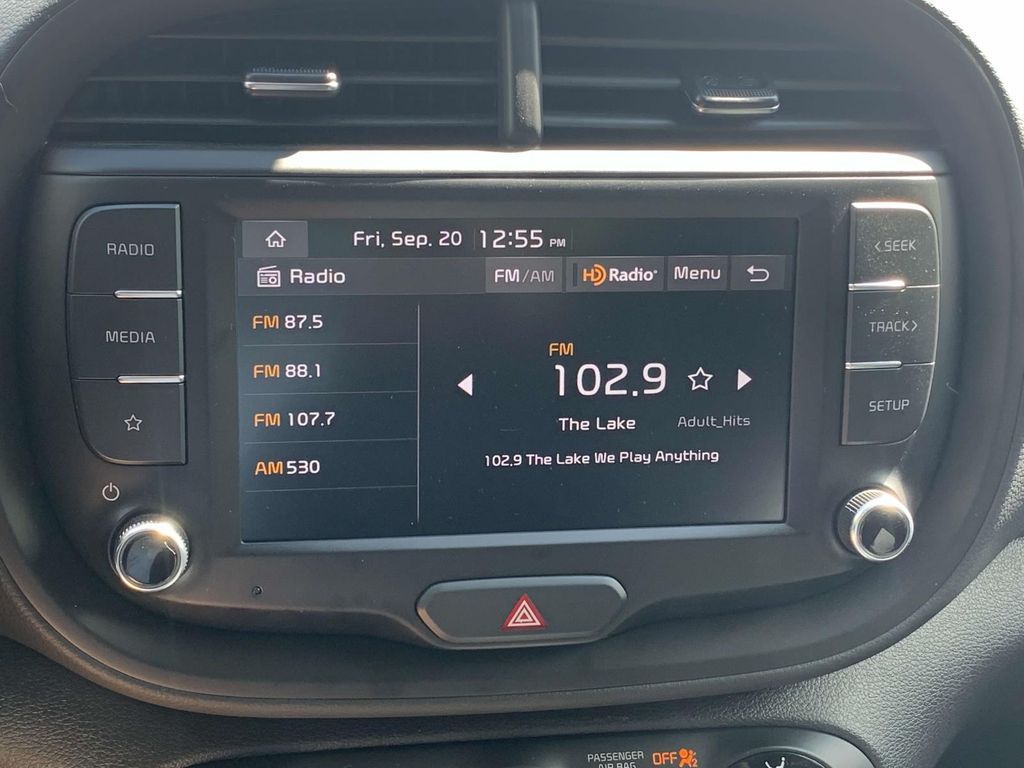 RADIO
MEDIA
Fri, Sep. 20 12:55 PM
Radio FM/AM HD Radio Menu
FM 87.5
FM 88.1
FM 107.7
AM 530
FM
102.9
The Lake Adult_Hits
102.9 The Lake We Play Anything
<SEEK
TRACK>
SETUP
PASSENGER
AIR BAG
OFF 2